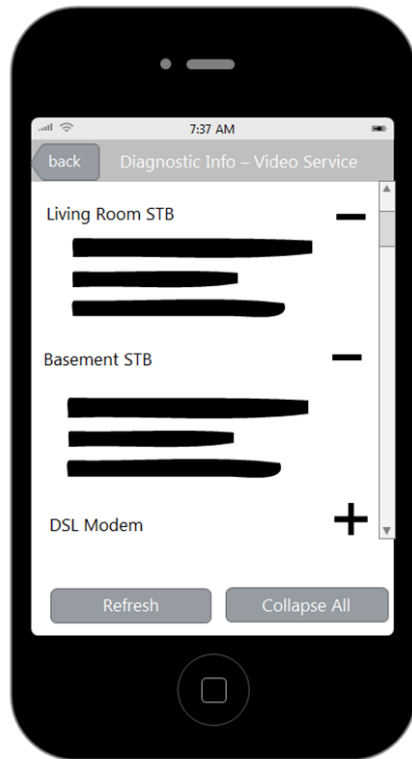 7:37 AM
back
Diagnostic Info – Video Service
Living Room STB
Basement STB
DSL Modem
Refresh
Collapse All